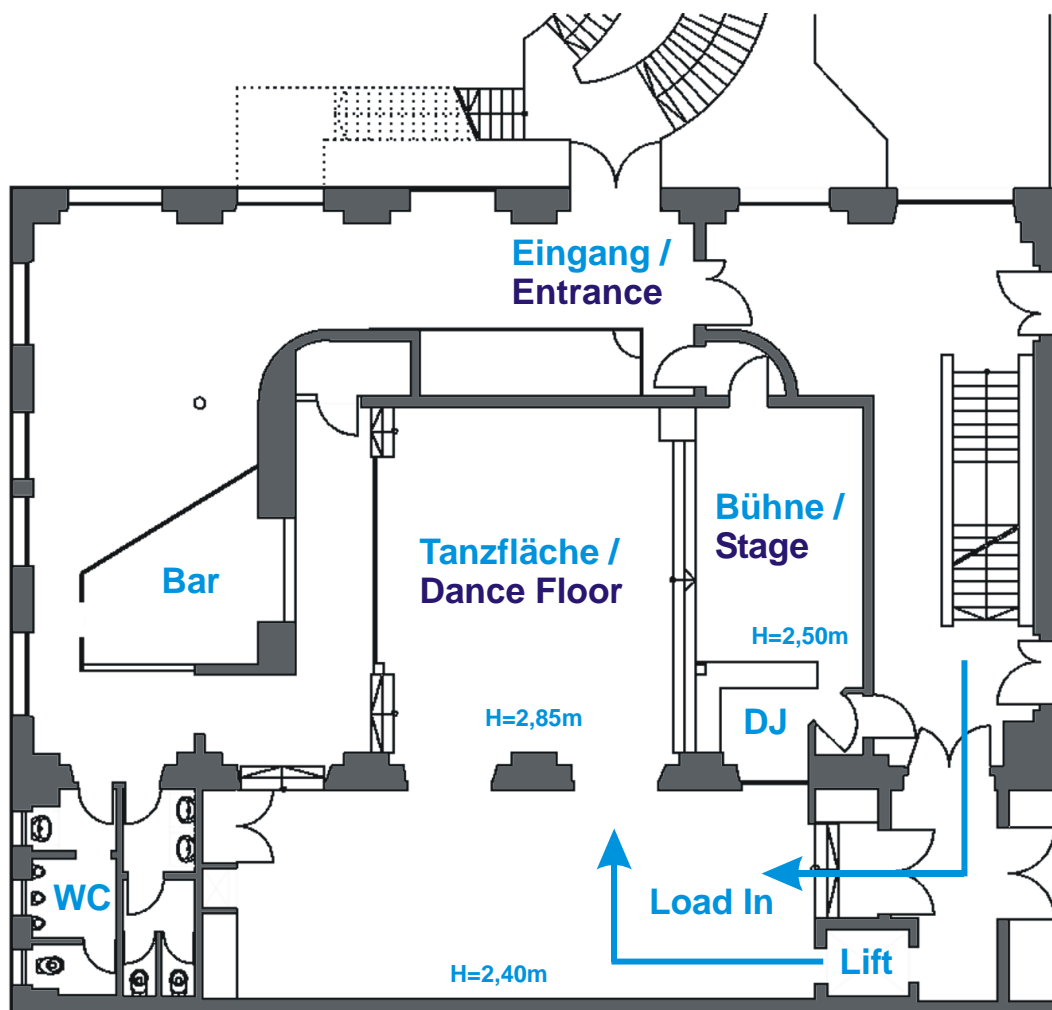 Eingang /
Entrance
Bühne /
Stage
Tanzfläche /
Dance Floor
Bar
H=2,50m
H=2,85m
DJ
WC
Load In
Lift
H=2,40m